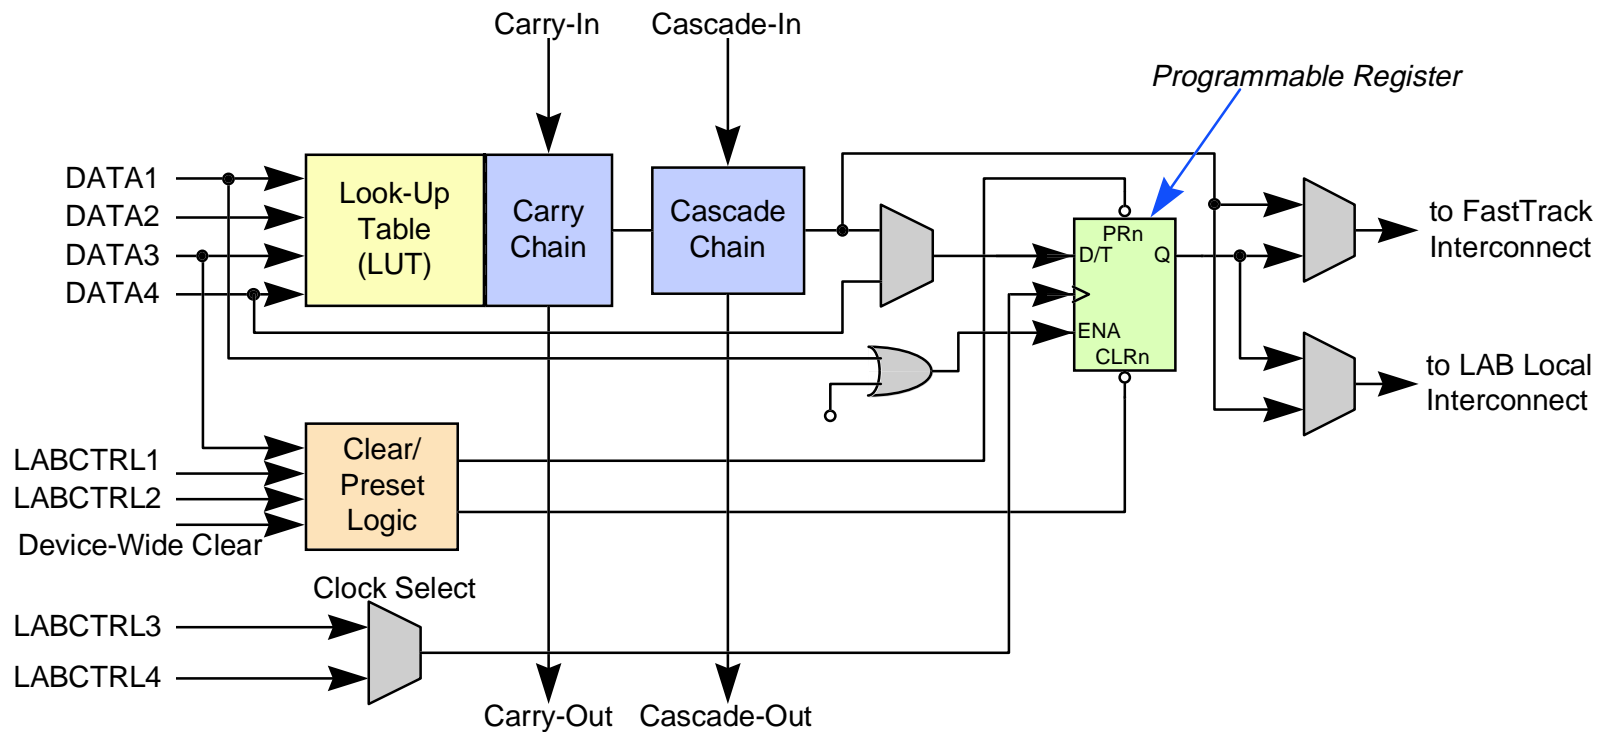 Carry-In
Cascade-In
Programmable Register
DATA1
DATA2
DATA3
DATA4
Look-Up
Table
(LUT)
Carry
Chain
Cascade
Chain
PRn
D/T
Q
ENA
CLRn
to FastTrack
Interconnect
to LAB Local
Interconnect
LABCTRL1
LABCTRL2
Device-Wide Clear
Clear/
Preset
Logic
Clock Select
LABCTRL3
LABCTRL4
Carry-Out
Cascade-Out